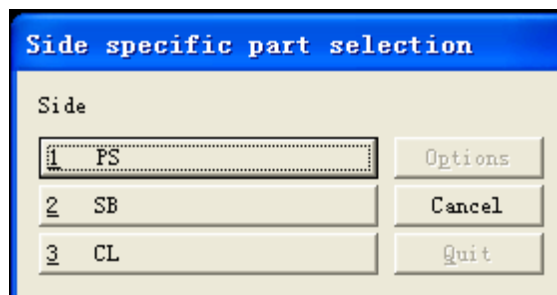 Side specific part selection
Side
1 PS
Options
2 SB
Cancel
3 CL
Quit